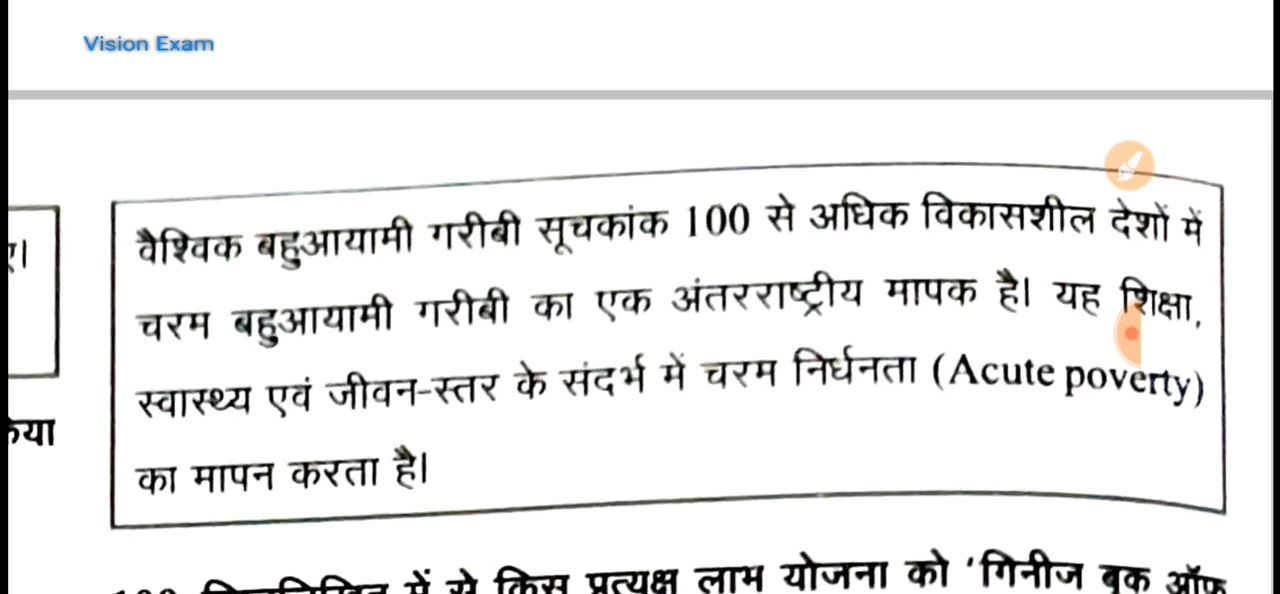 Vision Exam
वैश्विक बहुआयामी गरीबी सूचकांक 100 से अधिक विकासशील देशों में
ए।
चरम बहुआयामी गरीबी का एक अंतरराष्ट्रीय मापक है। यह शिक्षा,
स्वास्थ्य एवं जीवन-स्तर के संदर्भ में चरम निर्धनता (Acute poverty)
का मापन करता है।
में से किस प्रत्यक्ष लाभ योजना को 'गिनीज बुक ऑफ